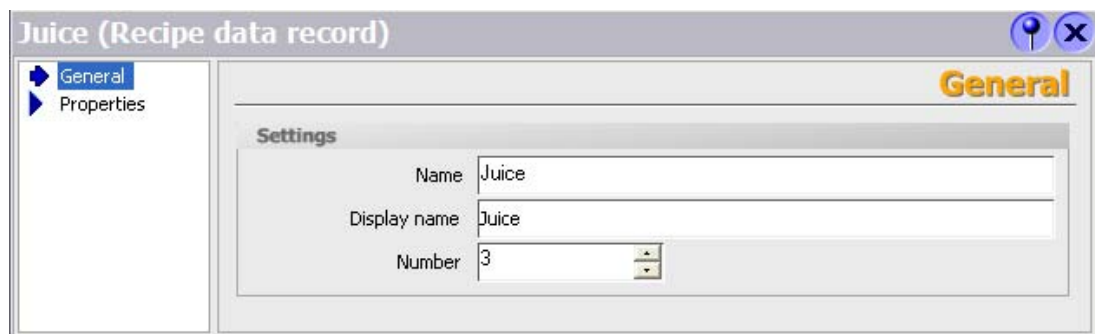 Juice (Recipe data record)
General
Properties
General
Settings
Name Juice
Display name Juice
Number 3